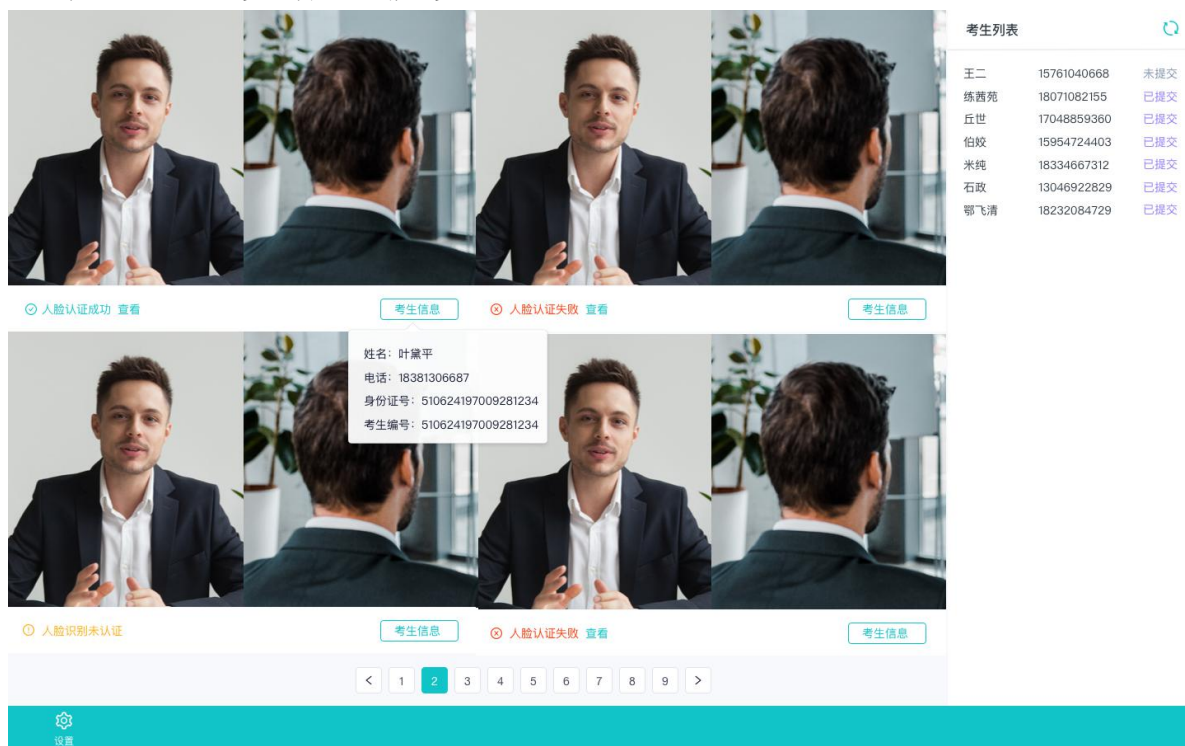 考生列表
王二 15761040668 未提交
练茜苑 18071082155 已提交
丘世 17048859360 已提交
伯姣 15954724403 已提交
米纯 18334667312 已提交
石政 13046922829 已提交
鄂飞清 18232084729 已提交
人脸认证成功 查看 考生信息
人脸认证失败 查看 考生信息
姓名：叶黛平
电话：18381306687
身份证号：510624197009281234
考生编号：510624197009281234
人脸识别未认证 考生信息
人脸认证失败 查看 考生信息
< 1 2 3 4 5 6 7 8 9 >
设置